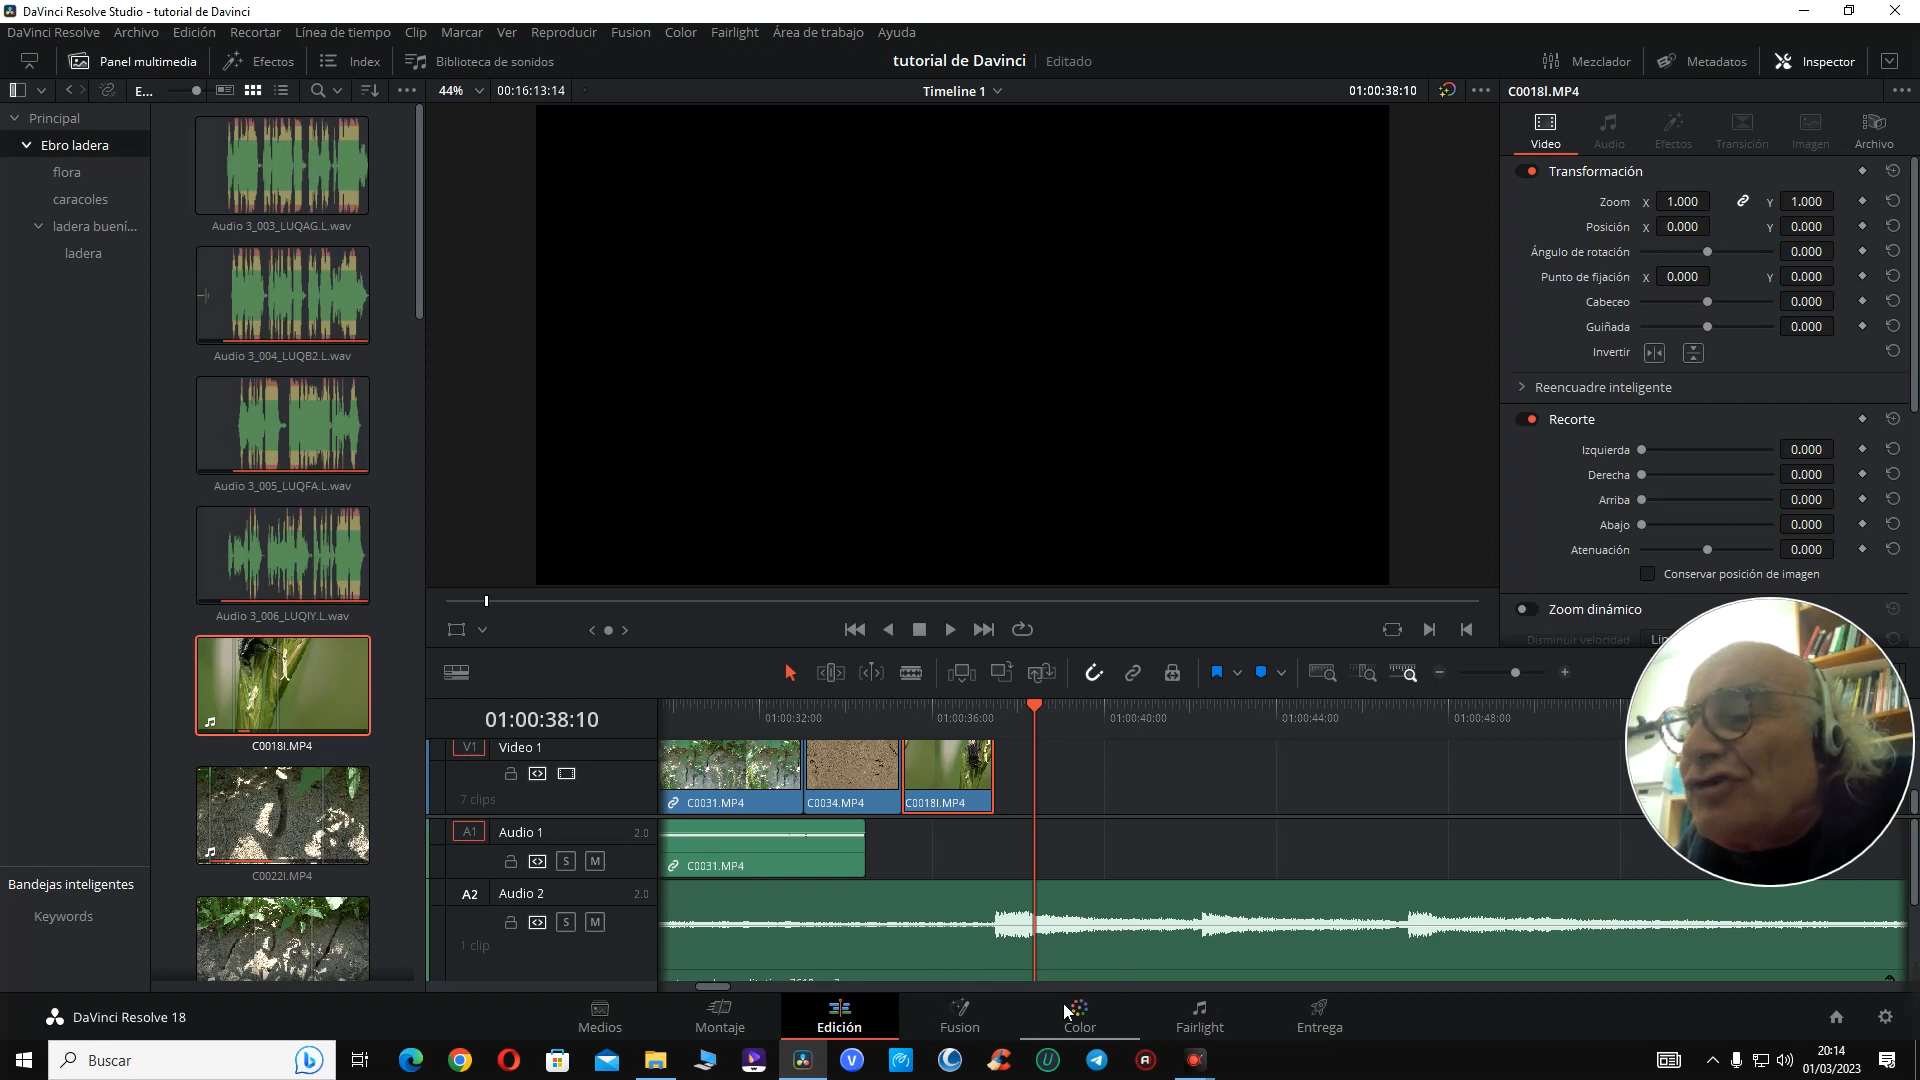 DaVinci Resolve Studio - tutorial de Davinci
DaVinci Resolve Archivo Edición Recortar Línea de tiempo Clip Marcar Ver Reproducir Fusion Color Fairlight Área de trabajo Ayuda
Panel multimedia Efectos Index Biblioteca de sonidos tutorial de Davinci Editado Mezclador Metadatos Inspector
E... 44% 00:16:13:14 Timeline 1 01:00:38:10 C0018l.MP4
Principal
Ebro ladera
flora
caracoles
ladera buení...
ladera
Bandejas inteligentes
Keywords
Audio 3_003_LUQAG.L.wav
Audio 3_004_LUQB2.L.wav
Audio 3_005_LUQFA.L.wav
Audio 3_006_LUQIY.L.wav
C0018l.MP4
C0022l.MP4
Video Audio Efectos Transición Imagen Archivo
Transformación
Zoom X 1.000 Y 1.000
Posición X 0.000 Y 0.000
Ángulo de rotación 0.000
Punto de fijación X 0.000 Y 0.000
Cabeceo 0.000
Guiñada 0.000
Invertir
Reencuadre inteligente
Recorte
Izquierda 0.000
Derecha 0.000
Arriba 0.000
Abajo 0.000
Atenuación 0.000
Conservar posición de imagen
Zoom dinámico
Disminuir velocidad
01:00:38:10 01:00:32:00 01:00:36:00 01:00:40:00 01:00:44:00 01:00:48:00
V1 Video 1
7 clips
C0031.MP4 C0034.MP4 C0018l.MP4
A1 Audio 1 2.0
S M
C0031.MP4
A2 Audio 2 2.0
S M
1 clip
DaVinci Resolve 18 Medios Montaje Edición Fusion Color Fairlight Entrega
Buscar
20:14
01/03/2023